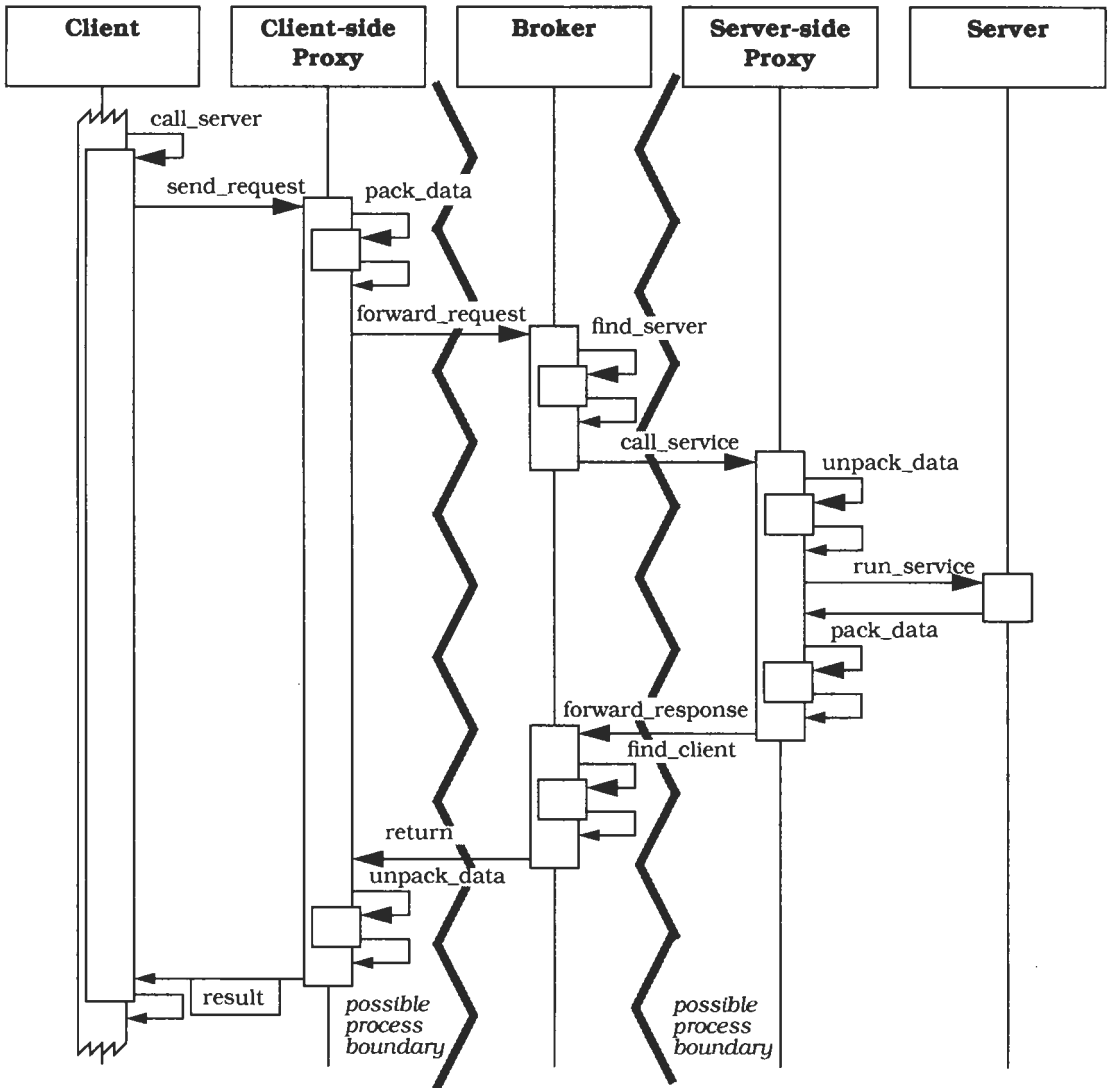 Client
Client-side
Proxy
Broker
Server-side
Proxy
Server
call_server
send_request
pack_data
forward_request
find_server
call_service
unpack_data
run_service
pack_data
forward_response
find_client
return
unpack_data
result
possible
process
boundary
possible
process
boundary